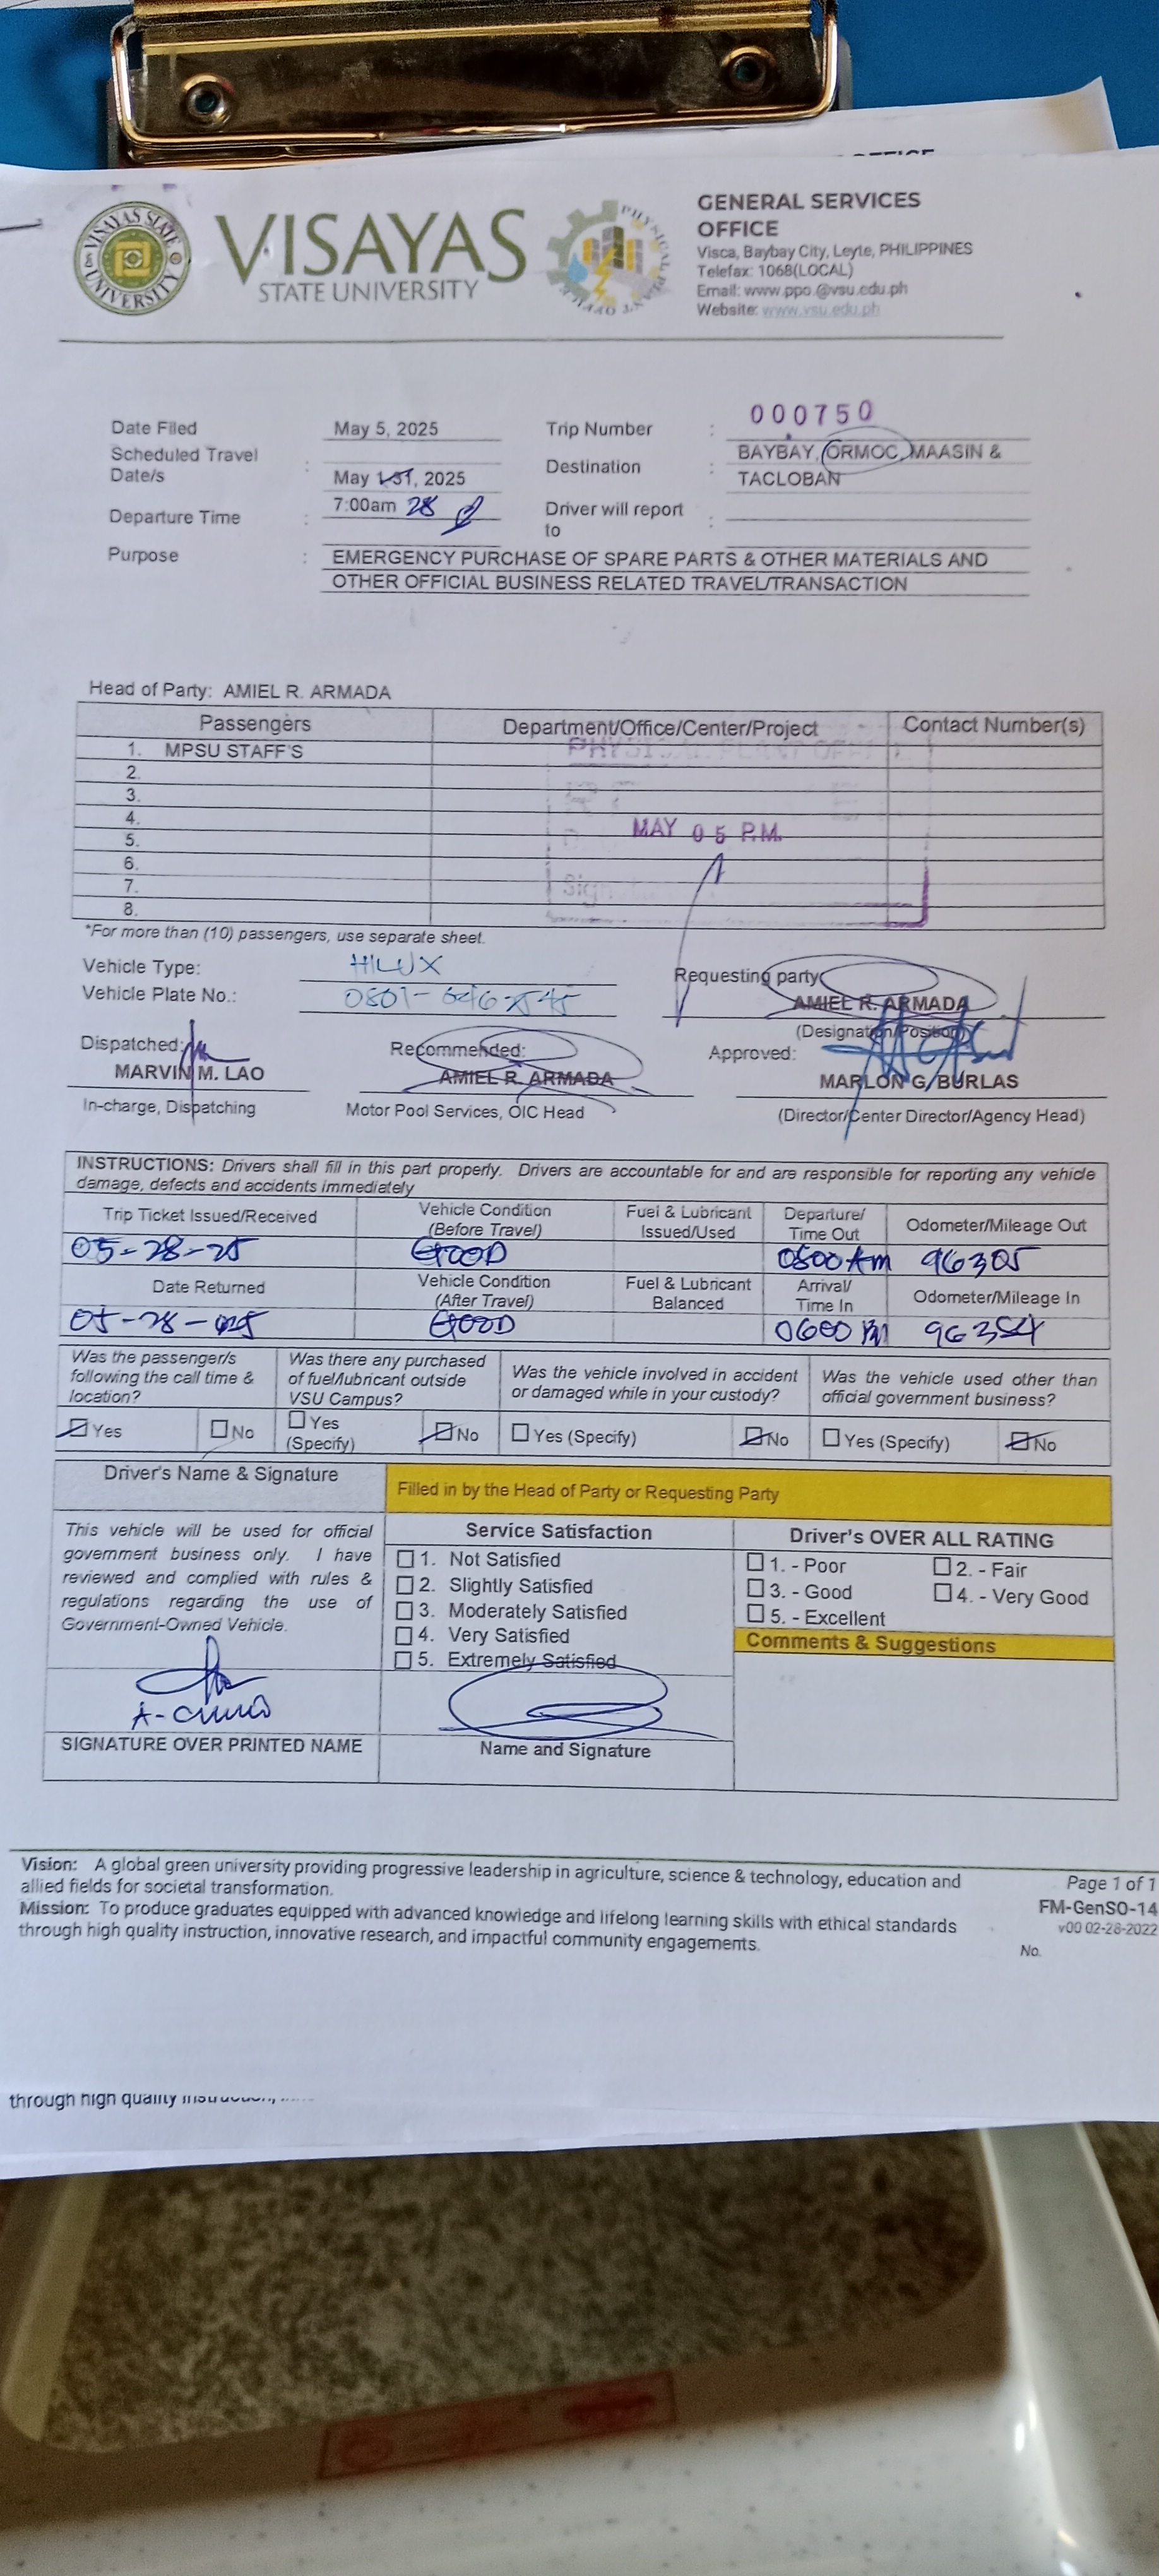 VISAYAS
STATE UNIVERSITY
VISAYAS STATE UNIVERSITY
GENERAL SERVICES
OFFICE
Visca, Baybay City, Leyte, PHILIPPINES
Telefax: 1068(LOCAL)
Email: www.ppo.@vsu.edu.ph
Website: www.vsu.edu.ph
000750
Date Filed May 5, 2025 Trip Number :
Scheduled Travel Date/s : May 1-31, 2025
Destination : BAYBAY, ORMOC, MAASIN &
TACLOBAN
Departure Time : 7:00am 28
Driver will report to :
Purpose : EMERGENCY PURCHASE OF SPARE PARTS & OTHER MATERIALS AND
OTHER OFFICIAL BUSINESS RELATED TRAVEL/TRANSACTION
Head of Party: AMIEL R. ARMADA
Passengers Department/Office/Center/Project Contact Number(s)
1. MPSU STAFF'S
2.
3.
4.
5.
6.
7.
8.
MAY 05 P.M.
*For more than (10) passengers, use separate sheet.
Vehicle Type: HILUX
Vehicle Plate No.: 0801-
Requesting party
AMIEL R. ARMADA
(Designation/Position)
Dispatched: Recommended: Approved:
MARVIN M. LAO AMIEL R. ARMADA MARLON G. BURLAS
In-charge, Dispatching Motor Pool Services, OIC Head (Director/Center Director/Agency Head)
INSTRUCTIONS: Drivers shall fill in this part properly. Drivers are accountable for and are responsible for reporting any vehicle
damage, defects and accidents immediately
Trip Ticket Issued/Received Vehicle Condition (Before Travel) Fuel & Lubricant Issued/Used Departure/ Time Out Odometer/Mileage Out
05-28-25 GOOD 0800 Am 96305
Date Returned Vehicle Condition (After Travel) Fuel & Lubricant Balanced Arrival/ Time In Odometer/Mileage In
05-28-025 GOOD 0600 PM
Was the passenger/s following the call time & location?
Was there any purchased of fuel/lubricant outside VSU Campus?
Was the vehicle involved in accident or damaged while in your custody?
Was the vehicle used other than official government business?
Yes No Yes (Specify) No Yes (Specify) No Yes (Specify) No
Driver's Name & Signature
Filled in by the Head of Party or Requesting Party
This vehicle will be used for official
government business only. I have
reviewed and complied with rules &
regulations regarding the use of
Government-Owned Vehicle.
Service Satisfaction
1. Not Satisfied
2. Slightly Satisfied
3. Moderately Satisfied
4. Very Satisfied
5. Extremely Satisfied
Driver's OVER ALL RATING
1. - Poor 2. - Fair
3. - Good 4. - Very Good
5. - Excellent
Comments & Suggestions
SIGNATURE OVER PRINTED NAME
Name and Signature
Vision: A global green university providing progressive leadership in agriculture, science & technology, education and
allied fields for societal transformation.
Mission: To produce graduates equipped with advanced knowledge and lifelong learning skills with ethical standards
through high quality instruction, innovative research, and impactful community engagements.
Page 1 of 1
FM-GenSO-14
v00 02-28-2022
No.
through high quality